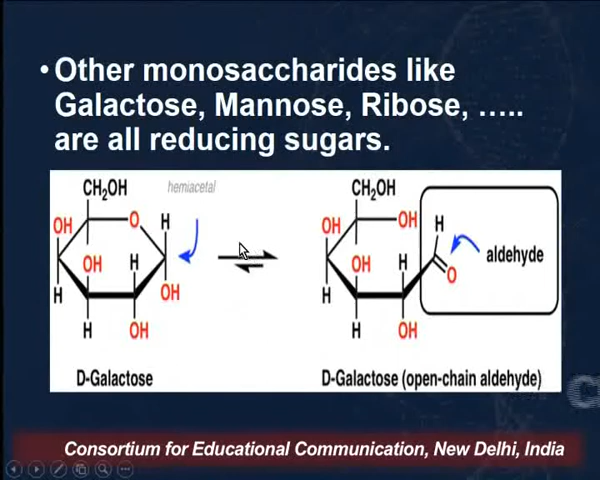 • Other monosaccharides like
Galactose, Mannose, Ribose, …..
are all reducing sugars.
CH₂OH hemiacetal
OH O H
OH H
H OH
H OH
D-Galactose
CH₂OH
OH OH H
OH H O aldehyde
H
H OH
D-Galactose (open-chain aldehyde)
C
Consortium for Educational Communication, New Delhi, India